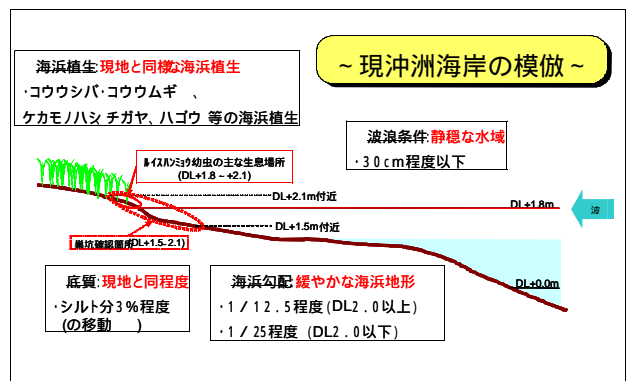 ~現沖洲海岸の模倣~
海浜植生:現地と同様な海浜植生
・コウウシバ・コウウムギ 、
ケカモノハシ チガヤ、ハゴウ 等の海浜植生
波浪条件:静穏な水域
・30cm程度以下
ルイスハンミョウ幼虫の主な生息場所
(DL+1.8~+2.1)
DL+2.1m付近
DL+1.8m
波
DL+1.5m付近
巣坑確認箇所(DL+1.5-2.1)
DL+0.0m
底質:現地と同程度
・シルト分3%程度
(の移動 )
海浜勾配:緩やかな海浜地形
・1/12.5程度(DL2.0以上)
・1/25程度 (DL2.0以下)